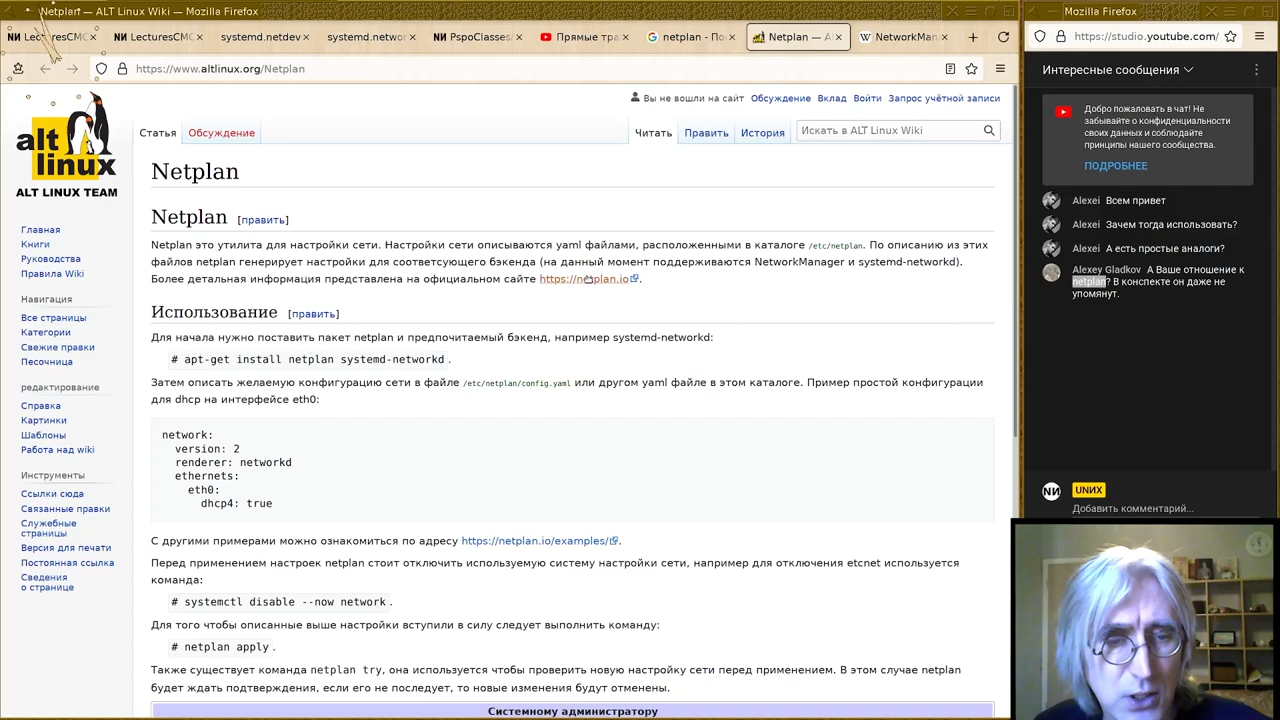 Netplan — ALT Linux Wiki — Mozilla Firefox
LecturesCMC
LecturesCMC
systemd.netdev
systemd.networ
PspoClasses/
Прямые тра
netplan - По
Netplan — A
NetworkMan
https://www.altlinux.org/Netplan
Вы не вошли на сайт Обсуждение Вклад Войти Запрос учётной записи
Статья Обсуждение Читать Править История Искать в ALT Linux Wiki
alt
linux
ALT LINUX TEAM
Главная
Книги
Руководства
Правила Wiki
Навигация
Все страницы
Категории
Свежие правки
Песочница
редактирование
Справка
Картинки
Шаблоны
Работа над wiki
Инструменты
Ссылки сюда
Связанные правки
Служебные
страницы
Версия для печати
Постоянная ссылка
Сведения
о странице
Netplan
Netplan [править]
Netplan это утилита для настройки сети. Настройки сети описываются yaml файлами, расположенными в каталоге /etc/netplan. По описанию из этих
файлов netplan генерирует настройки для соответсующего бэкенда (на данный момент поддерживаются NetworkManager и systemd-networkd).
Более детальная информация представлена на официальном сайте https://netplan.io.
Использование [править]
Для начала нужно поставить пакет netplan и предпочитаемый бэкенд, например systemd-networkd:
# apt-get install netplan systemd-networkd.
Затем описать желаемую конфигурацию сети в файле /etc/netplan/config.yaml или другом yaml файле в этом каталоге. Пример простой конфигурации
для dhcp на интерфейсе eth0:
network:
version: 2
renderer: networkd
ethernets:
eth0:
dhcp4: true
С другими примерами можно ознакомиться по адресу https://netplan.io/examples/.
Перед применением настроек netplan стоит отключить используемую систему настройки сети, например для отключения etcnet используется
команда:
# systemctl disable --now network.
Для того чтобы описанные выше настройки вступили в силу следует выполнить команду:
# netplan apply.
Также существует команда netplan try, она используется чтобы проверить новую настройку сети перед применением. В этом случае netplan
будет ждать подтверждения, если его не последует, то новые изменения будут отменены.
Системному администратору
Mozilla Firefox
https://studio.youtube.com/
Интересные сообщения
Добро пожаловать в чат! Не
забывайте о конфиденциальности
своих данных и соблюдайте
принципы нашего сообщества.
ПОДРОБНЕЕ
Alexei Всем привет
Alexei Зачем тогда использовать?
Alexei А есть простые аналоги?
Alexey Gladkov А Ваше отношение к
netplan? В конспекте он даже не
упомянут.
UNИX
Добавить комментарий...